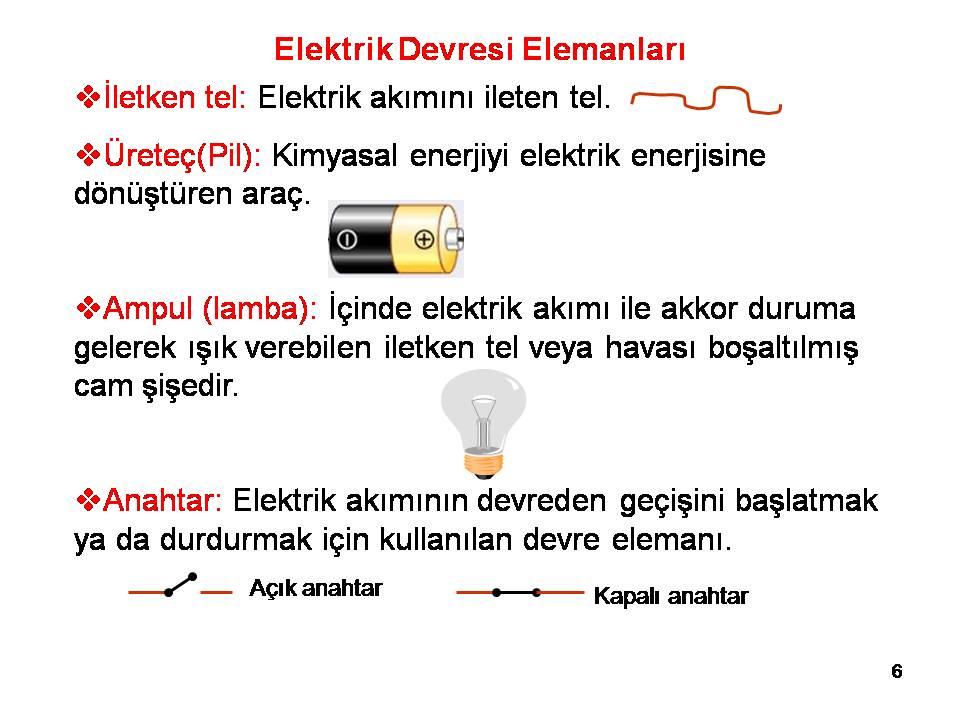 Elektrik Devresi Elemanları
❖İletken tel: Elektrik akımını ileten tel.
❖Üreteç(Pil): Kimyasal enerjiyi elektrik enerjisine
dönüştüren araç.
❖Ampul (lamba): İçinde elektrik akımı ile akkor duruma
gelerek ışık verebilen iletken tel veya havası boşaltılmış
cam şişedir.
❖Anahtar: Elektrik akımının devreden geçişini başlatmak
ya da durdurmak için kullanılan devre elemanı.
Açık anahtar
Kapalı anahtar
6